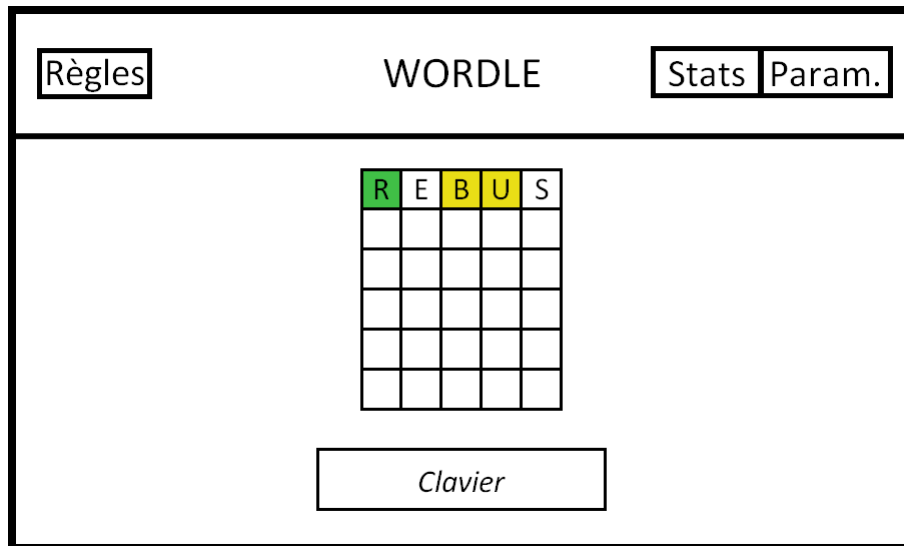 Règles
WORDLE
Stats
Param.
R E B U S
Clavier